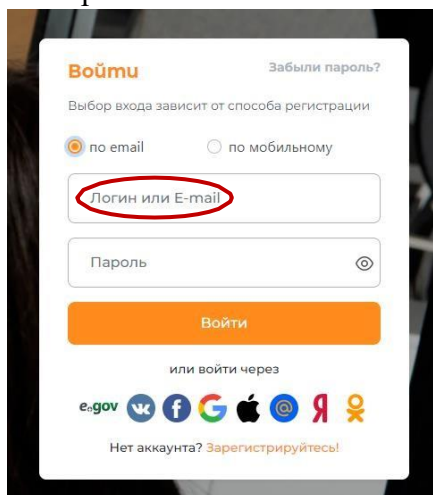 Войти
Забыли пароль?
Выбор входа зависит от способа регистрации
по email
по мобильному
Логин или E-mail
Пароль
Войти
или войти через
e.gov
@
Я
Нет аккаунта? Зарегистрируйтесь!